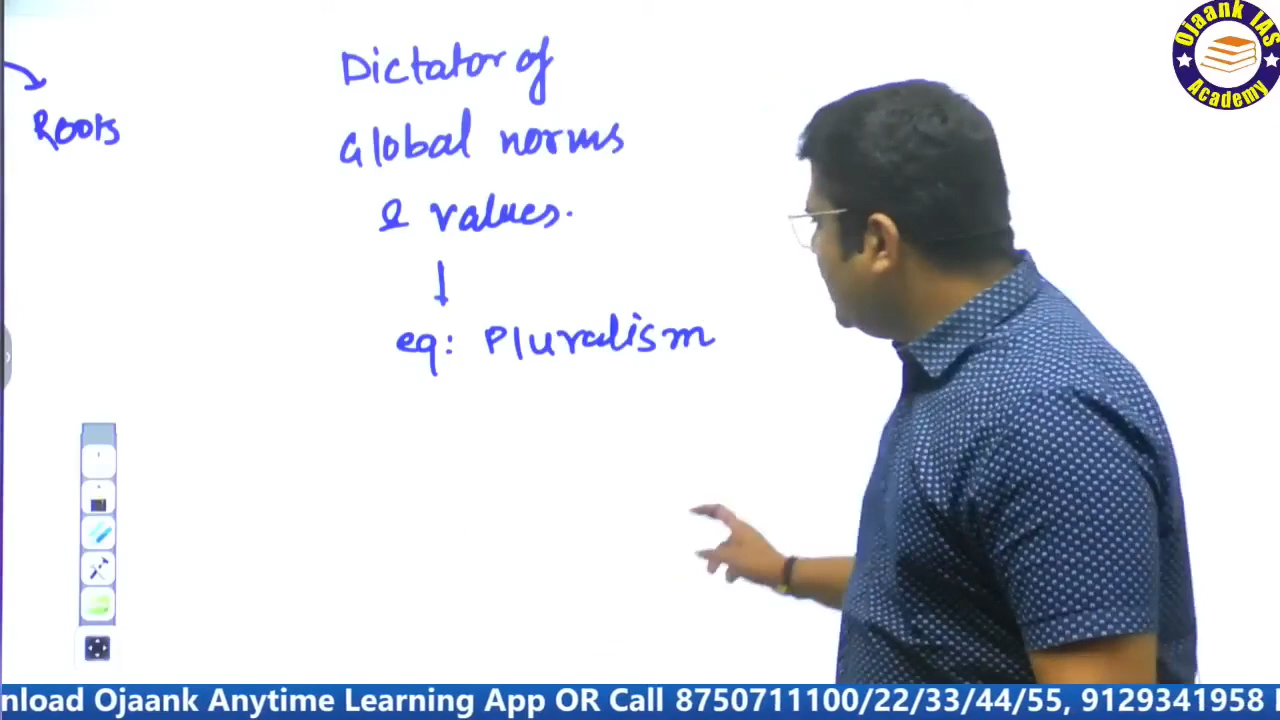 Ojaank IAS
Academy
Dictator of
Global norms
& values.
Roots
eg: Pluralism
nload Ojaank Anytime Learning App OR Call 8750711100/22/33/44/55, 9129341958